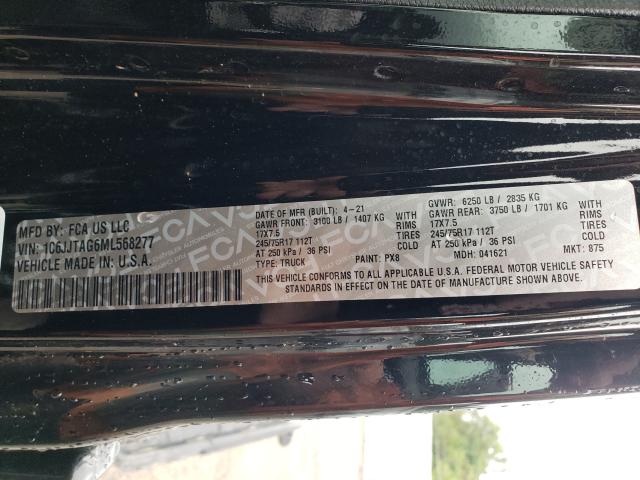 MFD BY: FCA US LLC
VIN: 1C6JJTAG6ML568277
VEHICLE MADE IN: U.S.A.
DATE OF MFR (BUILT): 4-21
GAWR FRONT: 3100 LB / 1407 KG WITH
17X7.5 RIMS
245/75R17 112T TIRES
AT 250 kPa / 36 PSI
TYPE: TRUCK PAINT: PX8
GVWR: 6250 LB / 2835 KG
GAWR REAR: 3750 LB / 1701 KG WITH
17X7.5 RIMS
245/75R17 112T TIRES
AT 250 kPa / 36 PSI
MDH: 041621 MKT: 875
THIS VEHICLE CONFORMS TO ALL APPLICABLE U.S.A. FEDERAL MOTOR VEHICLE SAFETY
STANDARDS IN EFFECT ON THE DATE OF MANUFACTURE SHOWN ABOVE.